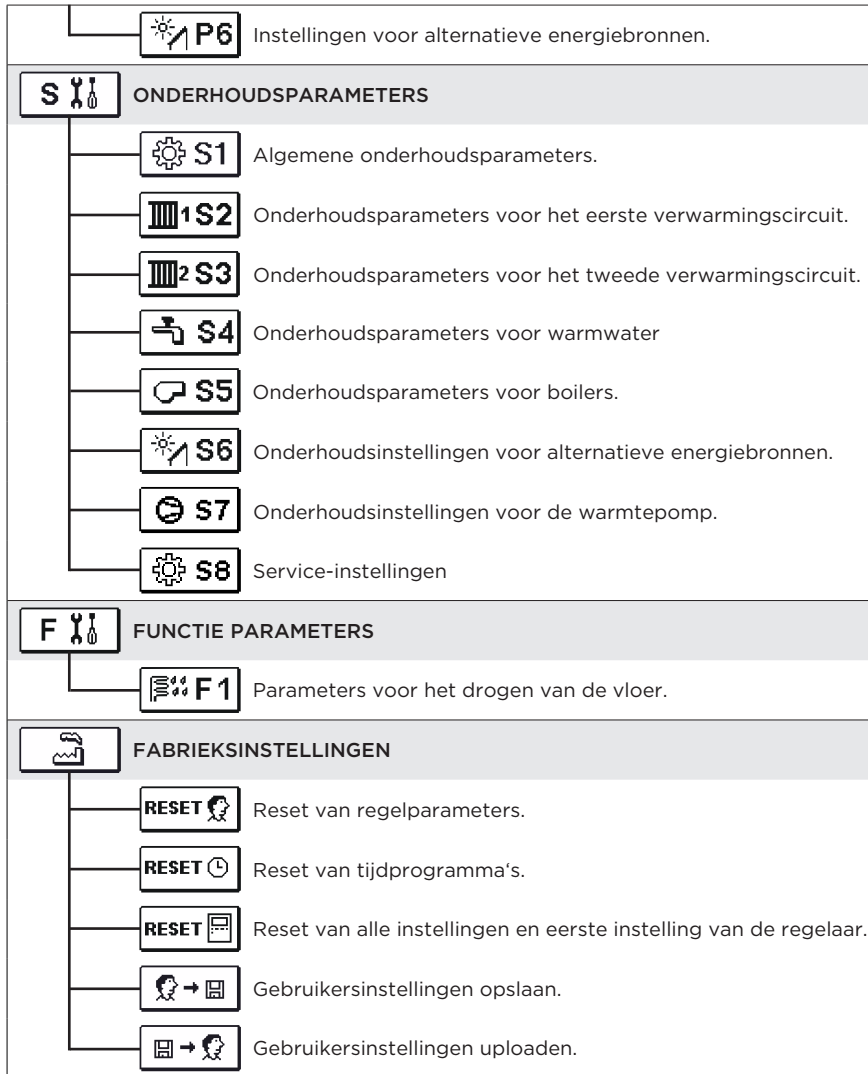 P6 Instellingen voor alternatieve energiebronnen.
S ONDERHOUDSPARAMETERS
S1 Algemene onderhoudsparameters.
1 S2 Onderhoudsparameters voor het eerste verwarmingscircuit.
2 S3 Onderhoudsparameters voor het tweede verwarmingscircuit.
S4 Onderhoudsparameters voor warmwater
S5 Onderhoudsparameters voor boilers.
S6 Onderhoudsinstellingen voor alternatieve energiebronnen.
S7 Onderhoudsinstellingen voor de warmtepomp.
S8 Service-instellingen
F FUNCTIE PARAMETERS
F1 Parameters voor het drogen van de vloer.
FABRIEKSINSTELLINGEN
RESET Reset van regelparameters.
RESET Reset van tijdprogramma‘s.
RESET Reset van alle instellingen en eerste instelling van de regelaar.
Gebruikersinstellingen opslaan.
Gebruikersinstellingen uploaden.